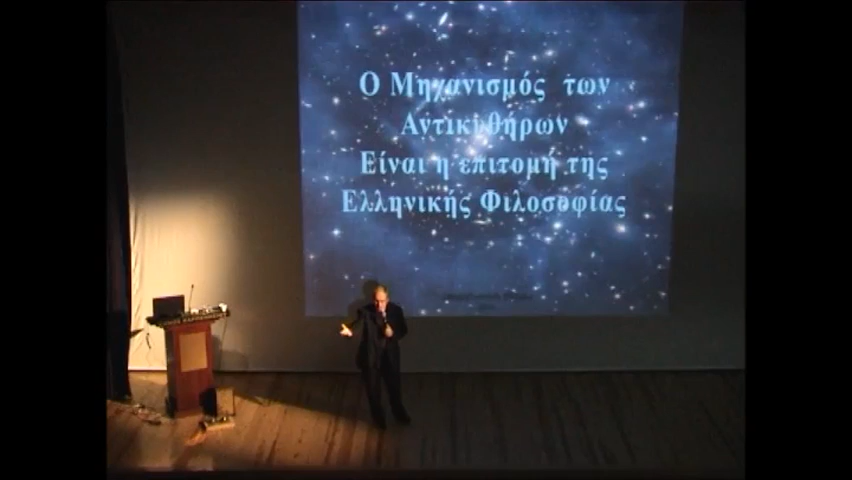 Ο Μηχανισμός των
Αντικυθήρων
Είναι η επιτομή της
Ελληνικής Φιλοσοφίας